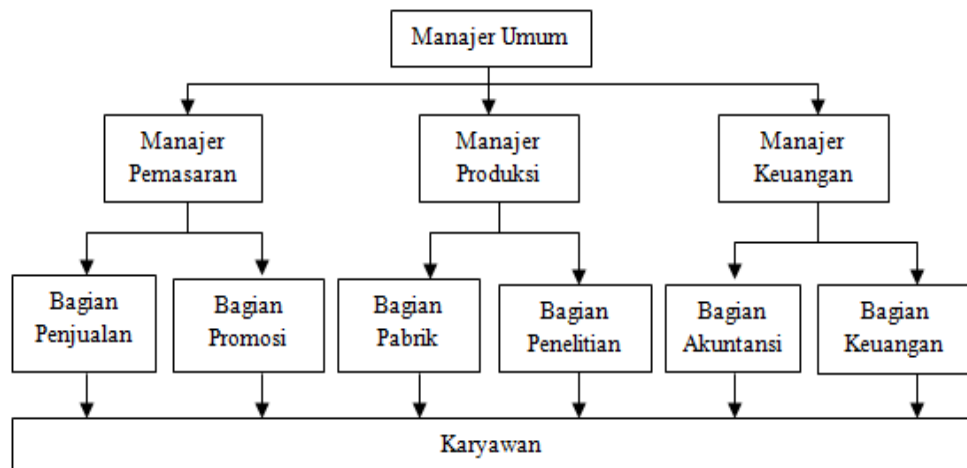 Manajer Umum
Manajer
Pemasaran
Manajer
Produksi
Manajer
Keuangan
Bagian
Penjualan
Bagian
Promosi
Bagian
Pabrik
Bagian
Penelitian
Bagian
Akuntansi
Bagian
Keuangan
Karyawan